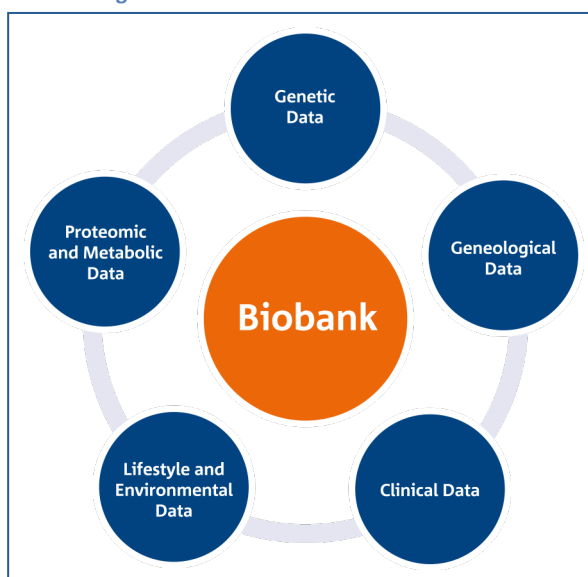 Genetic
Data
Geneological
Data
Clinical Data
Lifestyle and
Environmental
Data
Proteomic
and Metabolic
Data
Biobank